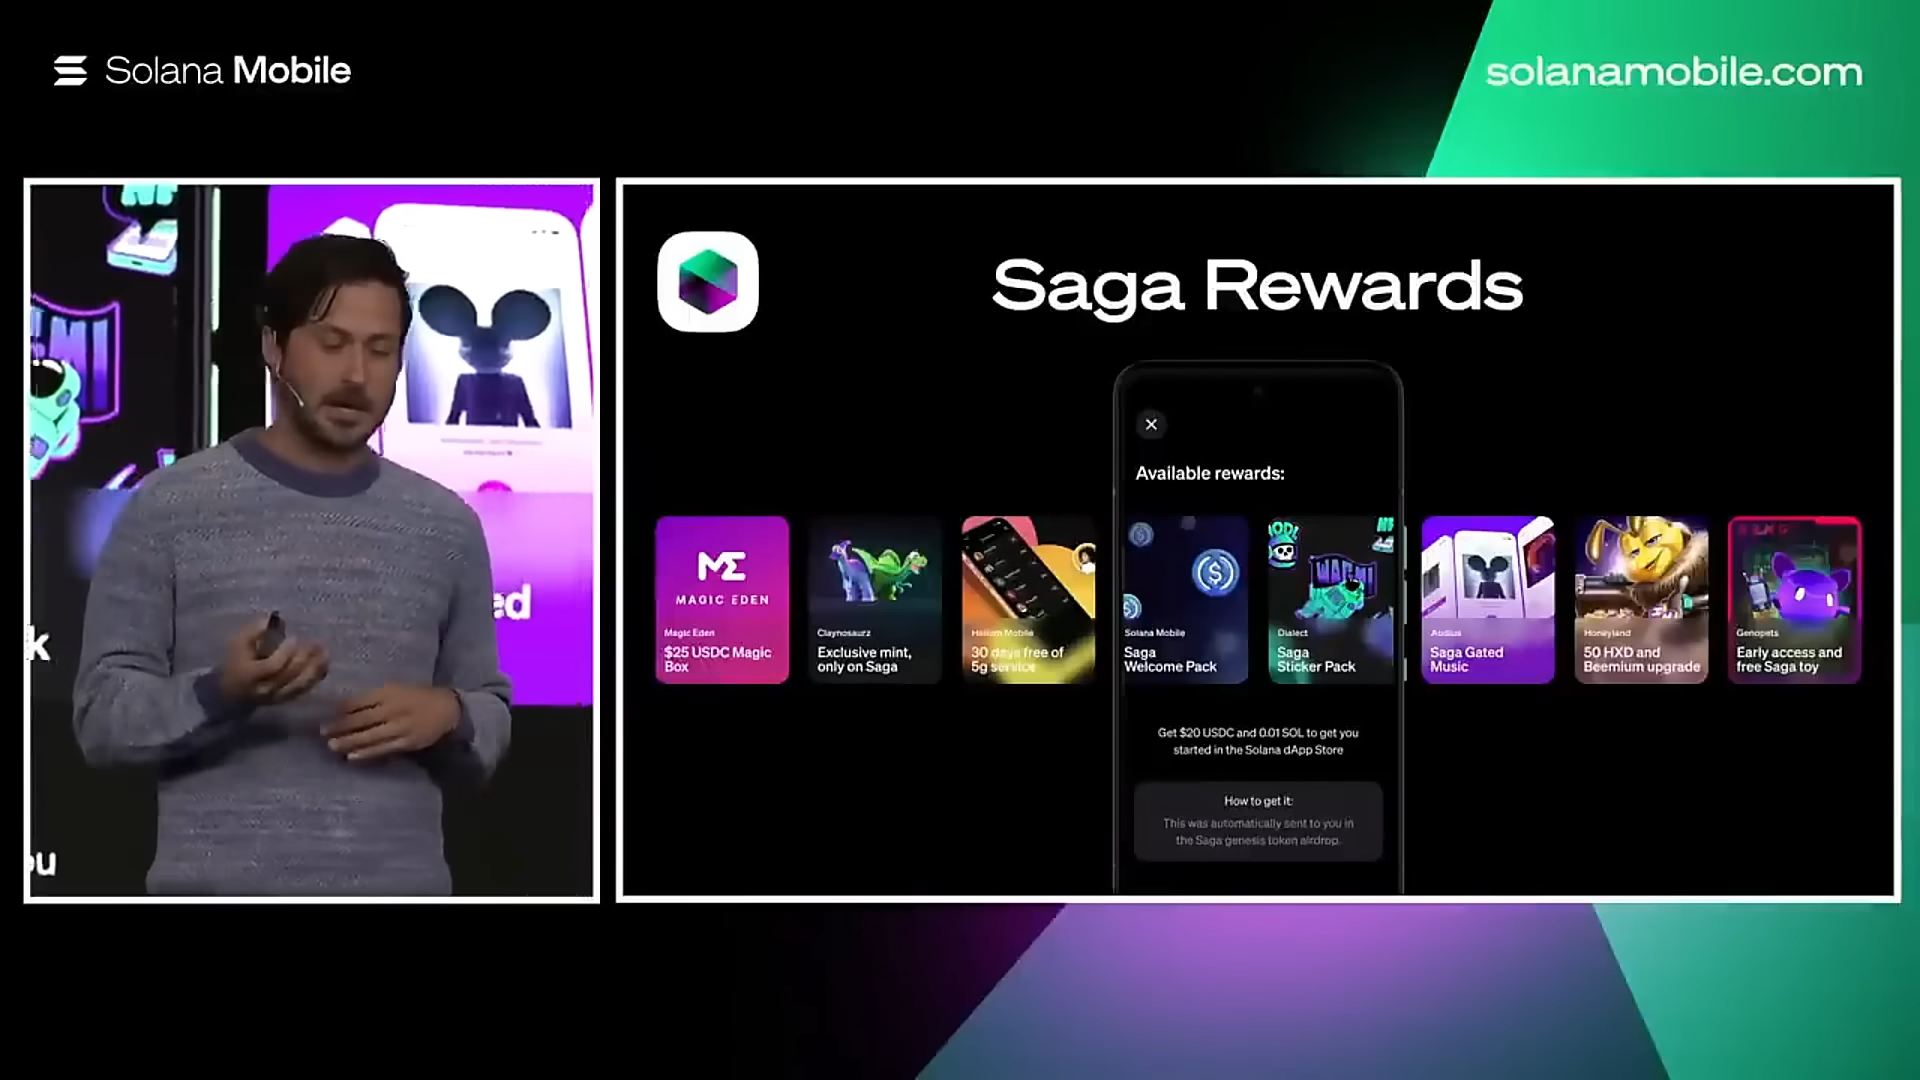 Solana Mobile
solanamobile.com
Saga Rewards
Available rewards:
MAGIC EDEN
Magic Eden
$25 USDC Magic
Box
Claynosaurz
Exclusive mint,
only on Saga
Helium Mobile
30 days free of
5g service
Solana Mobile
Saga
Welcome Pack
WAGMI
Dialect
Saga
Sticker Pack
Audius
Saga Gated
Music
Honeyland
50 HXD and
Beemium upgrade
Genopets
Early access and
free Saga toy
Get $20 USDC and 0.01 SOL to get you
started in the Solana dApp Store
How to get it:
This was automatically sent to you in
the Saga genesis token airdrop.
ed
k
ou